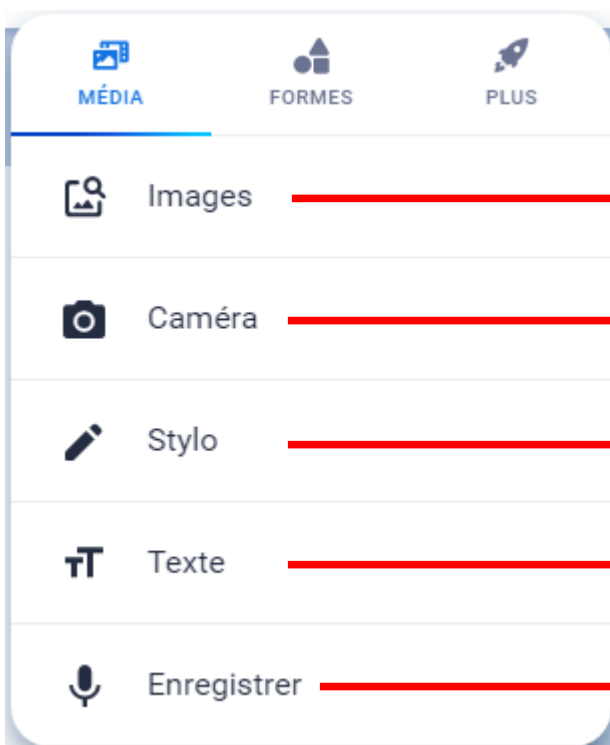 MÉDIA FORMES PLUS
Images
Caméra
Stylo
Texte
Enregistrer